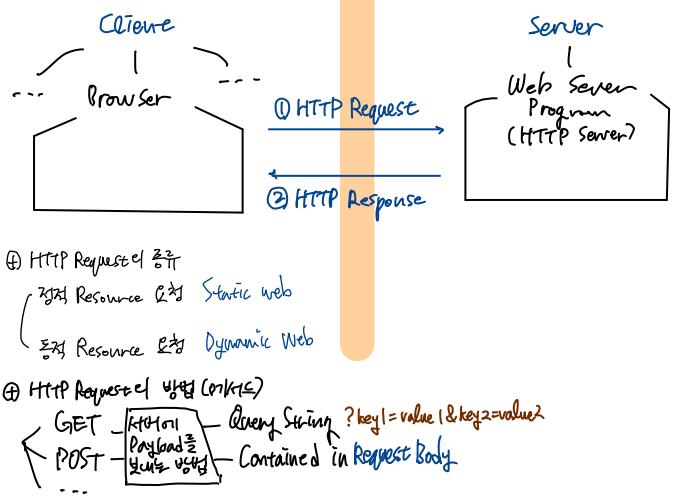 Client
Server
Browser
Web Sever
Program
(HTTP Server)
① HTTP Request
② HTTP Response
⊕ HTTP Request의 종류
정적 Resource 요청 Static web
동적 Resource 요청 Dynamic Web
⊕ HTTP Request의 방법 (메서드)
GET
POST
...
서버에
Payload를
보내는 방법
Query String ?key1=value1&key2=value2
Contained in Request Body